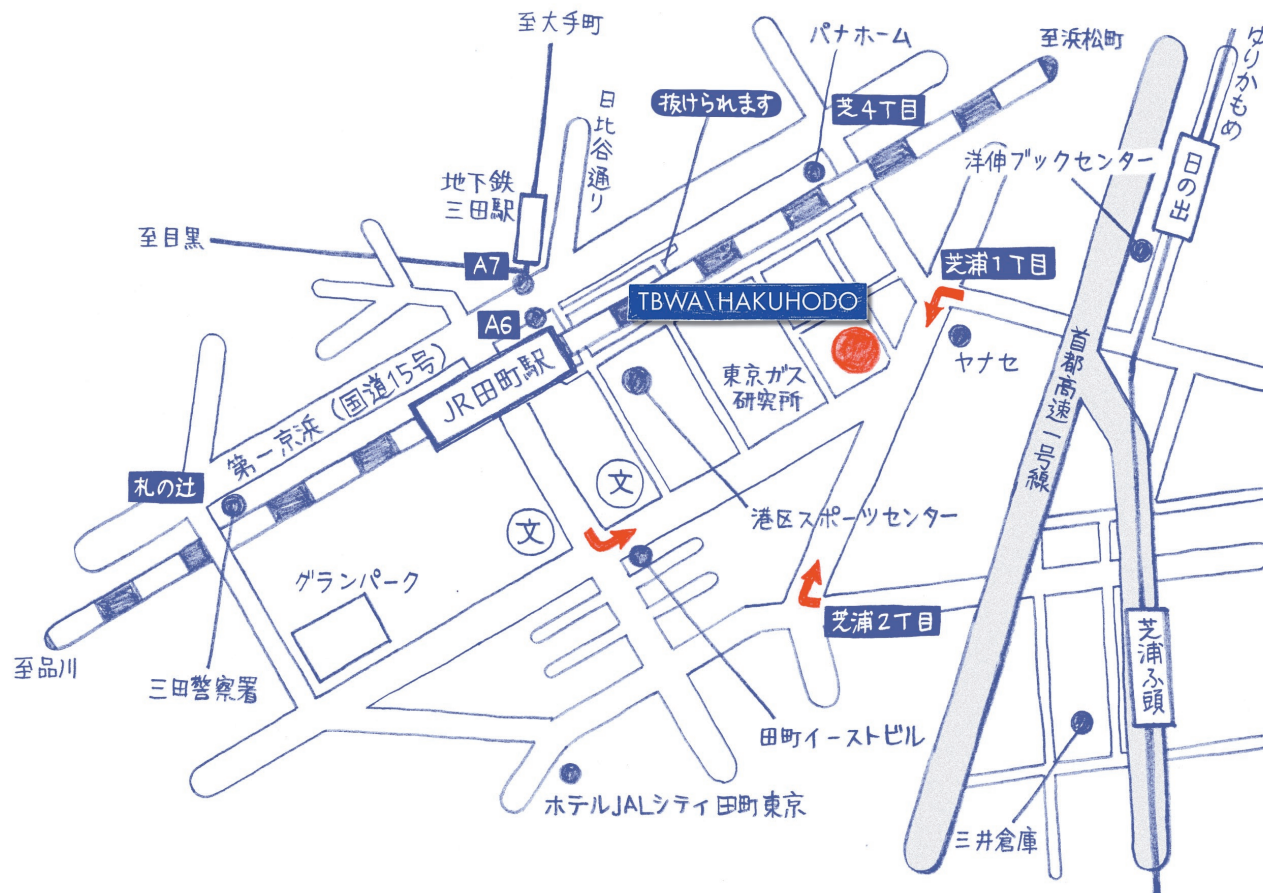 至大手町
パナホーム
至浜松町
ゆりかもめ
抜けられます
芝4丁目
日比谷通り
洋伸ブックセンター
日の出
地下鉄
三田駅
至目黒
A7
芝浦1丁目
TBWA\HAKUHODO
A6
ヤナセ
首都高速一号線
JR田町駅
東京ガス
研究所
第一京浜(国道15号)
札の辻
文
文
港区スポーツセンター
グランパーク
芝浦2丁目
芝浦ふ頭
至品川
三田警察署
田町イーストビル
ホテルJALシティ田町東京
三井倉庫